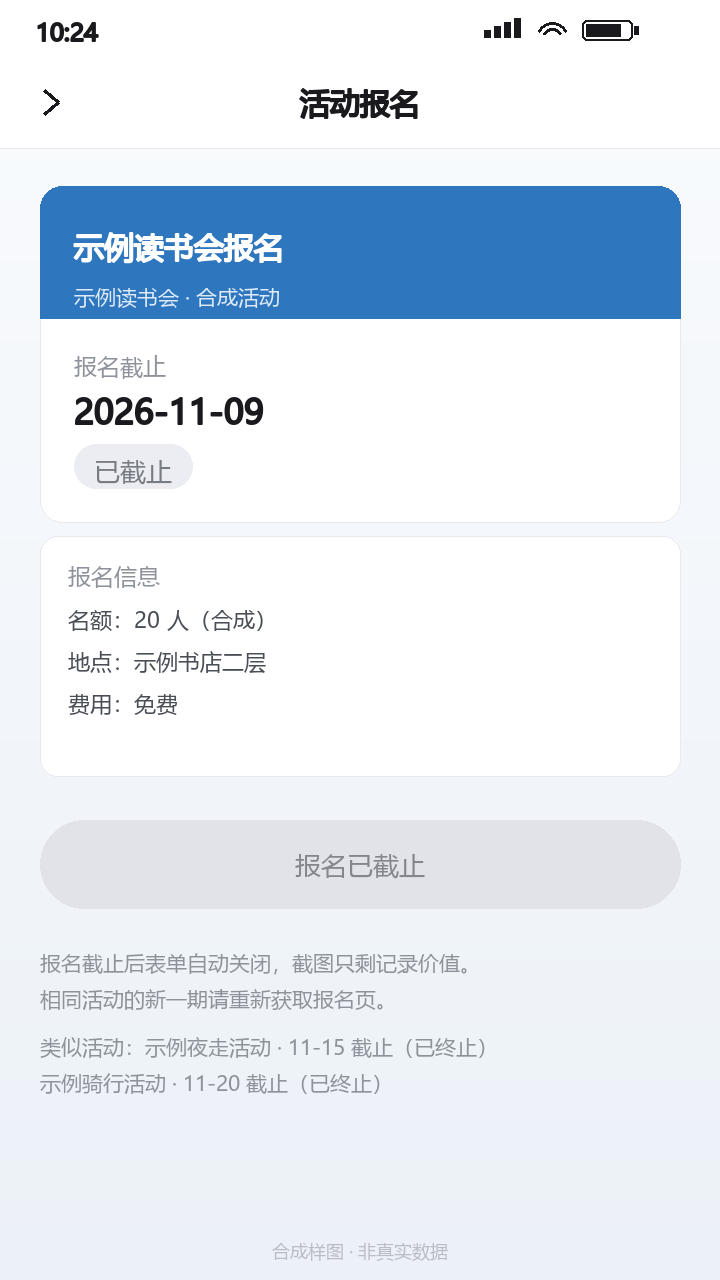 10:24
活动报名
示例读书会报名
示例读书会 · 合成活动
报名截止
2026-11-09
已截止
报名信息
名额：20 人（合成）
地点：示例书店二层
费用：免费
报名已截止
报名截止后表单自动关闭，截图只剩记录价值。
相同活动的新一期请重新获取报名页。
类似活动：示例夜走活动 · 11-15 截止（已终止）
示例骑行活动 · 11-20 截止（已终止）
合成样图 · 非真实数据